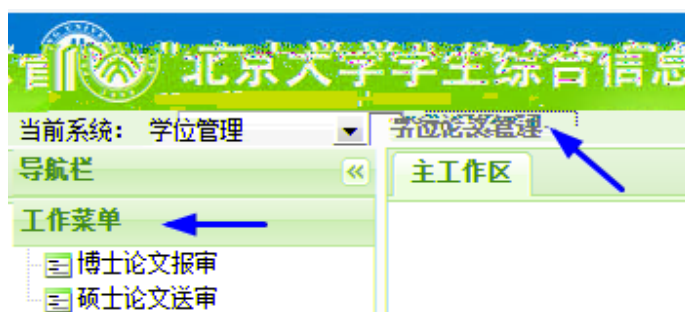 北京大学学生综合信息
当前系统： 学位管理 学位论文管理
导航栏 主工作区
工作菜单
博士论文报审
硕士论文送审